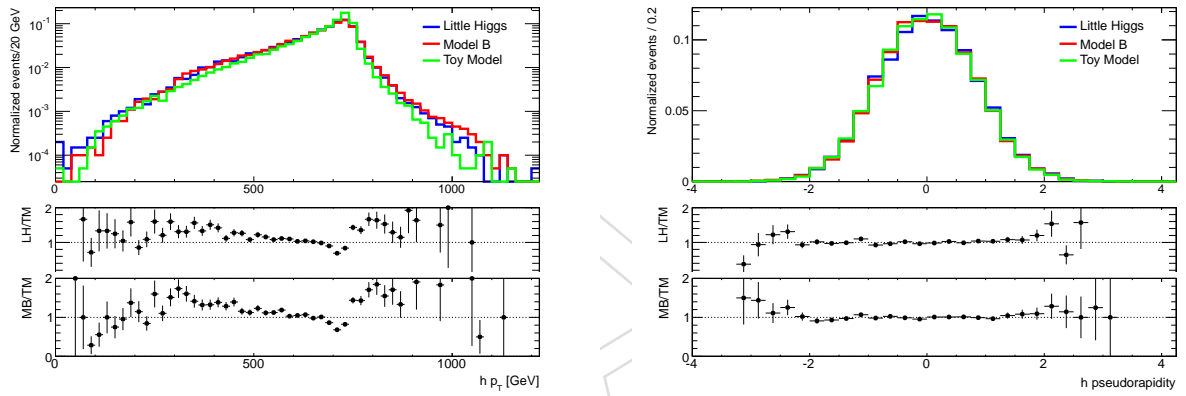 Normalized events/20 GeV
10⁻¹
10⁻²
10⁻³
10⁻⁴
Little Higgs
Model B
Toy Model
0 500 1000
LH/TM
2
1
MB/TM
2
1
0
0 500 1000
h p_T [GeV]
Normalized events / 0.2
0.1
0.05
0
Little Higgs
Model B
Toy Model
-4 -2 0 2 4
LH/TM
2
1
MB/TM
2
1
0
-4 -2 0 2 4
h pseudorapidity